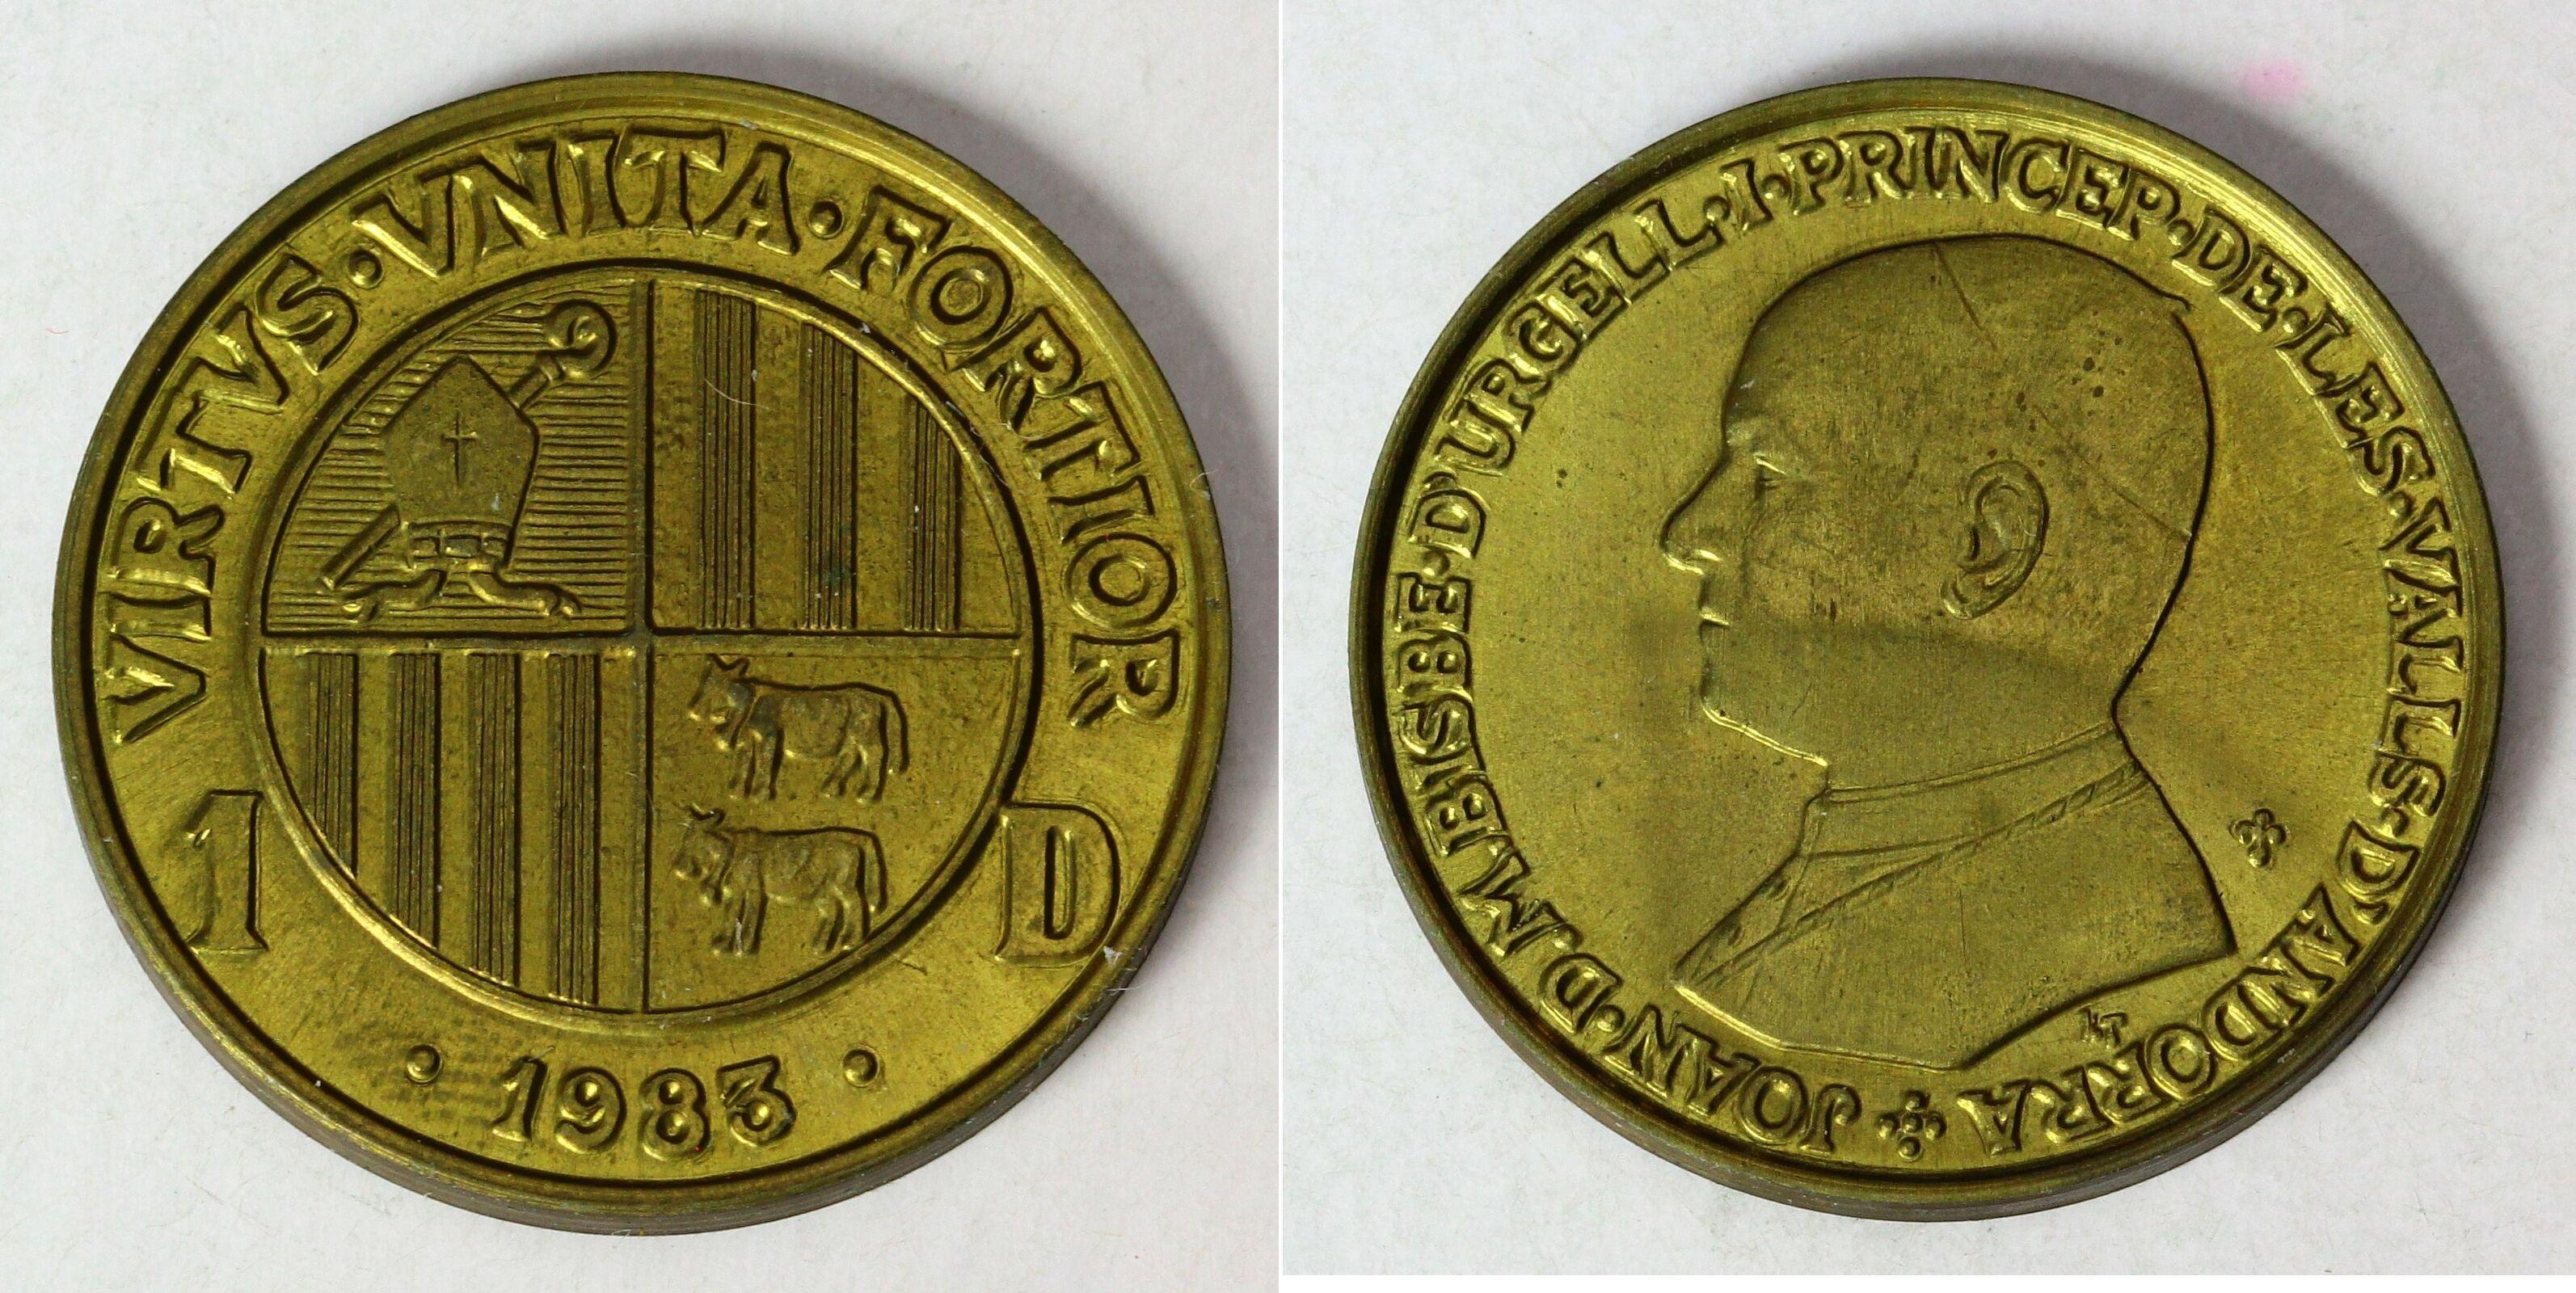 VIRTVS·VNITA·FORTIOR
1 D
·1983·
JOAN·D.M.BISBE·D'URGELL·I·PRINCEP·DE·LES·VALLS·D'ANDORRA